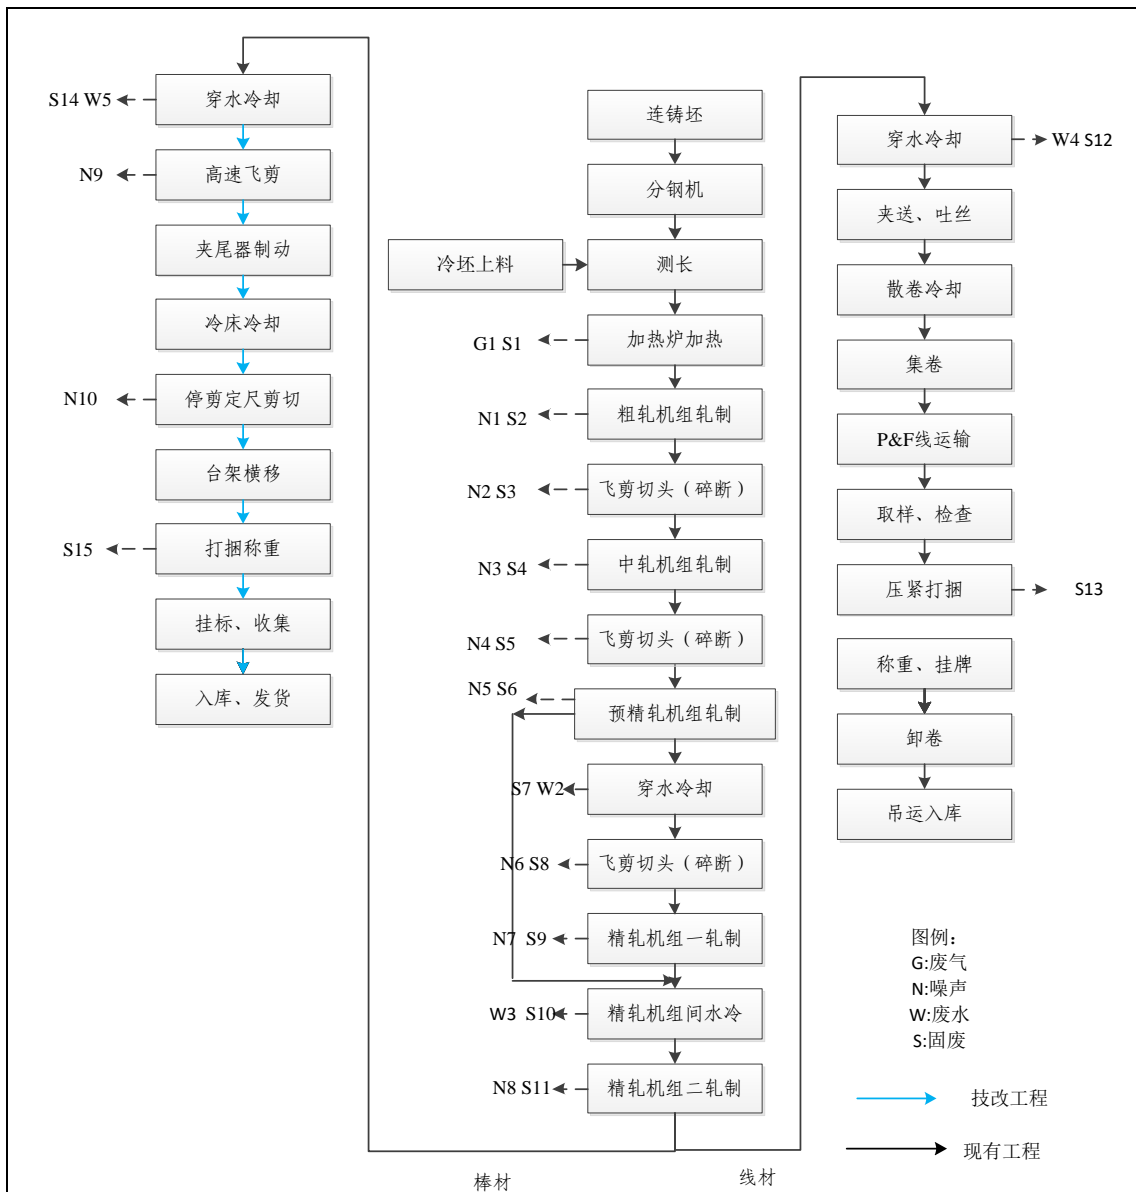 穿水冷却
S14 W5
高速飞剪
N9
夹尾器制动
冷床冷却
停剪定尺剪切
N10
台架横移
打捆称重
S15
挂标、收集
入库、发货
连铸坯
分钢机
冷坯上料
测长
加热炉加热
G1 S1
粗轧机组轧制
N1 S2
飞剪切头（碎断）
N2 S3
中轧机组轧制
N3 S4
飞剪切头（碎断）
N4 S5
预精轧机组轧制
N5 S6
穿水冷却
S7 W2
飞剪切头（碎断）
N6 S8
精轧机组一轧制
N7 S9
精轧机组间水冷
W3 S10
精轧机组二轧制
N8 S11
棒材
线材
穿水冷却
W4 S12
夹送、吐丝
散卷冷却
集卷
P&F线运输
取样、检查
压紧打捆
S13
称重、挂牌
卸卷
吊运入库
图例：
G:废气
N:噪声
W:废水
S:固废
技改工程
现有工程